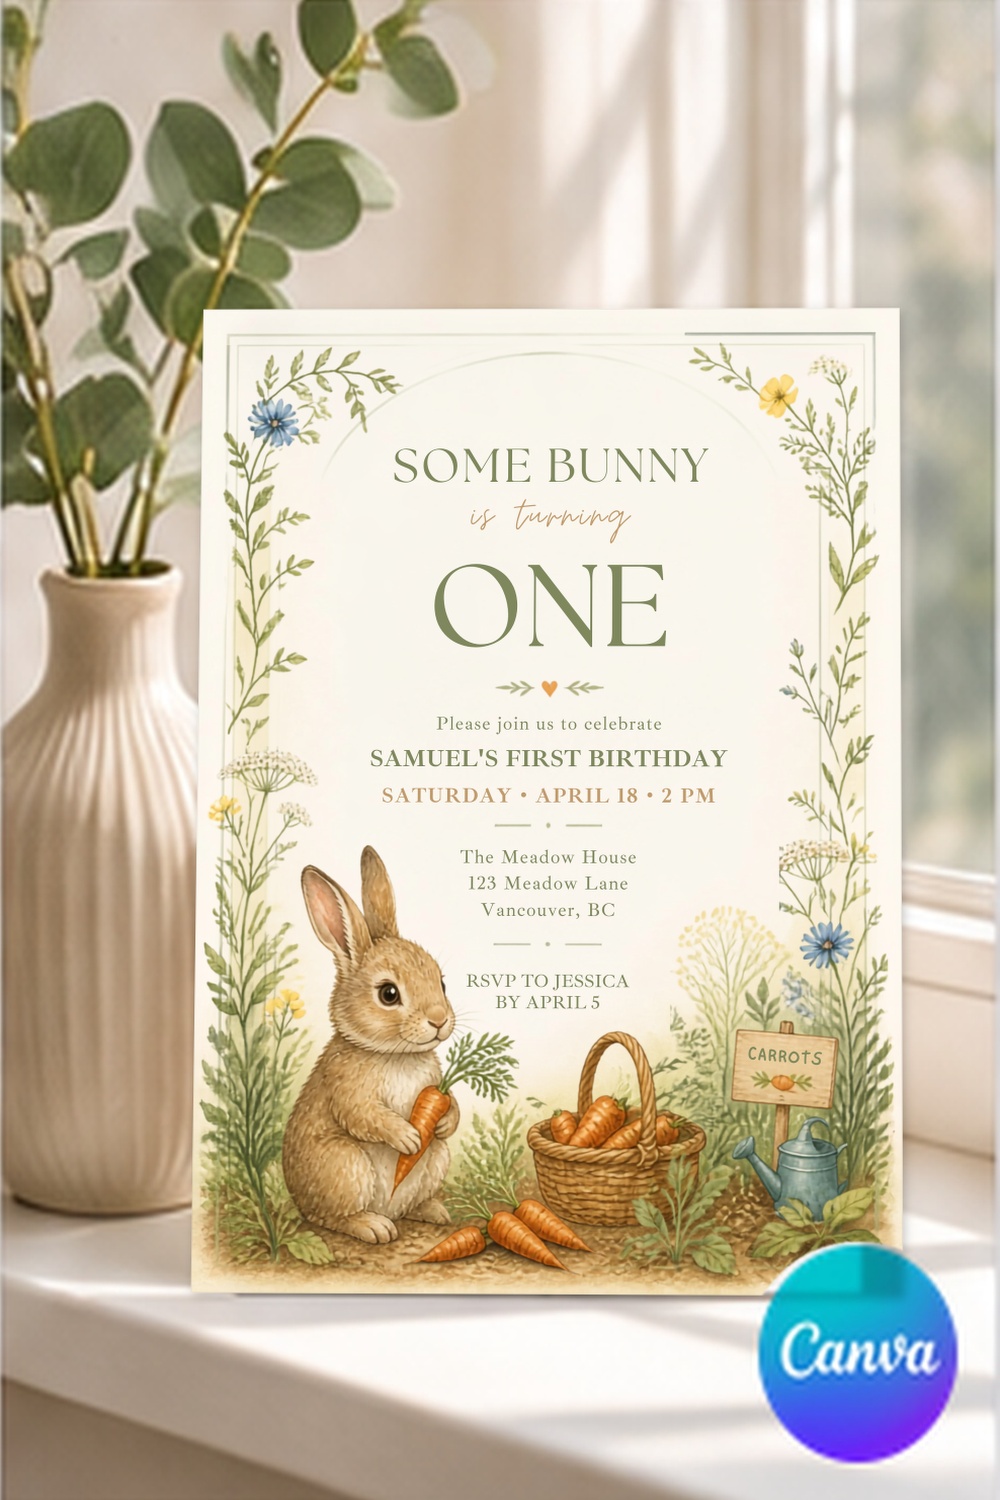 SOME BUNNY
is turning
ONE
Please join us to celebrate
SAMUEL'S FIRST BIRTHDAY
SATURDAY • APRIL 18 • 2 PM
The Meadow House
123 Meadow Lane
Vancouver, BC
RSVP TO JESSICA
BY APRIL 5
CARROTS
Canva